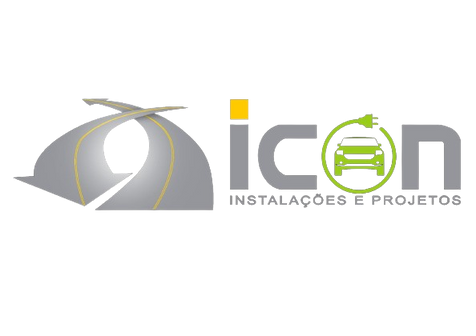 icon
INSTALAÇÕES E PROJETOS